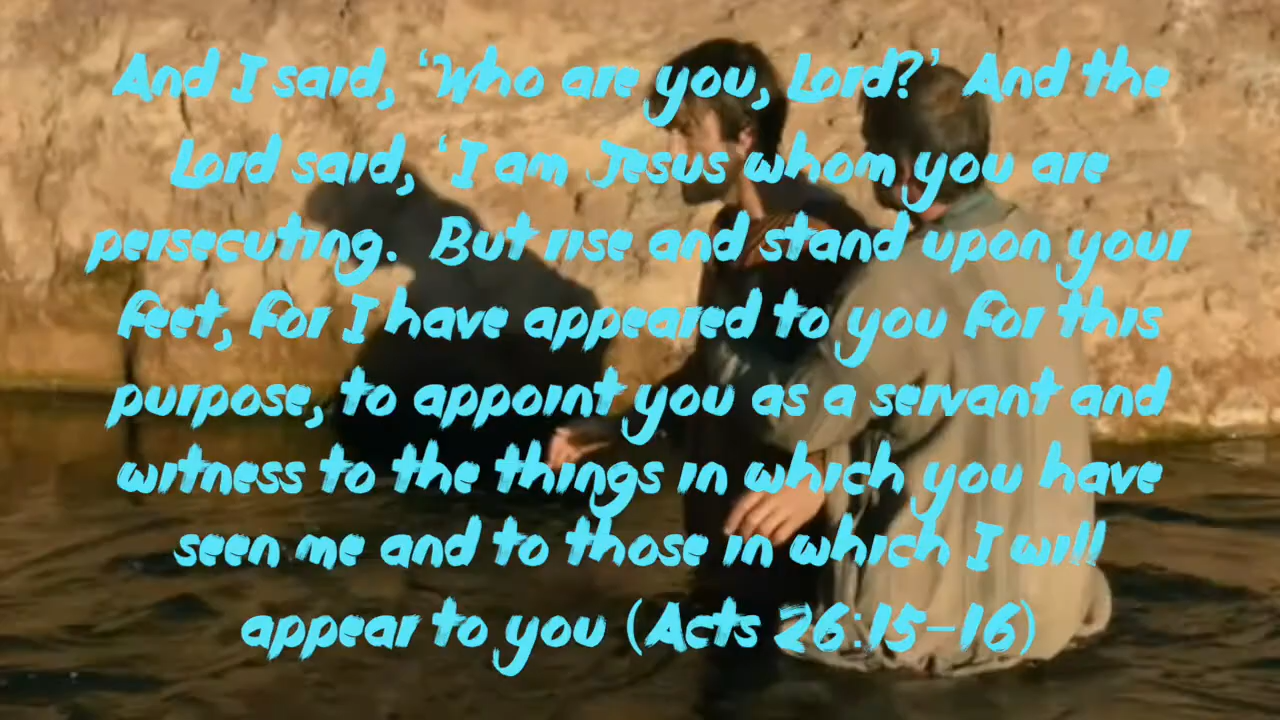 And I said, ‘Who are you, Lord?’ And the
Lord said, ‘I am Jesus whom you are
persecuting.  But rise and stand upon your
feet, for I have appeared to you for this
purpose, to appoint you as a servant and
witness to the things in which you have
seen me and to those in which I will
appear to you (Acts 26:15-16)